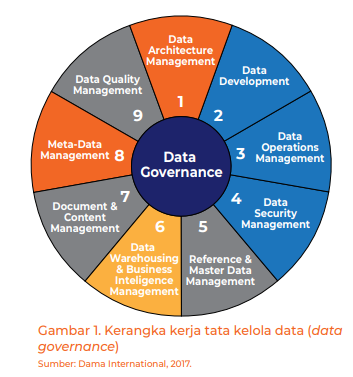 Data
Architecture
Management
1
Data
Development
2
Data
Operations
Management
3
Data
Security
Management
4
Reference &
Master Data
Management
5
Data
Warehousing
& Business
Inteligence
Management
6
Document &
Content
Management
7
Meta-Data
Management
8
Data Quality
Management
9
Data
Governance
Gambar 1. Kerangka kerja tata kelola data (data
governance)
Sumber: Dama International, 2017.